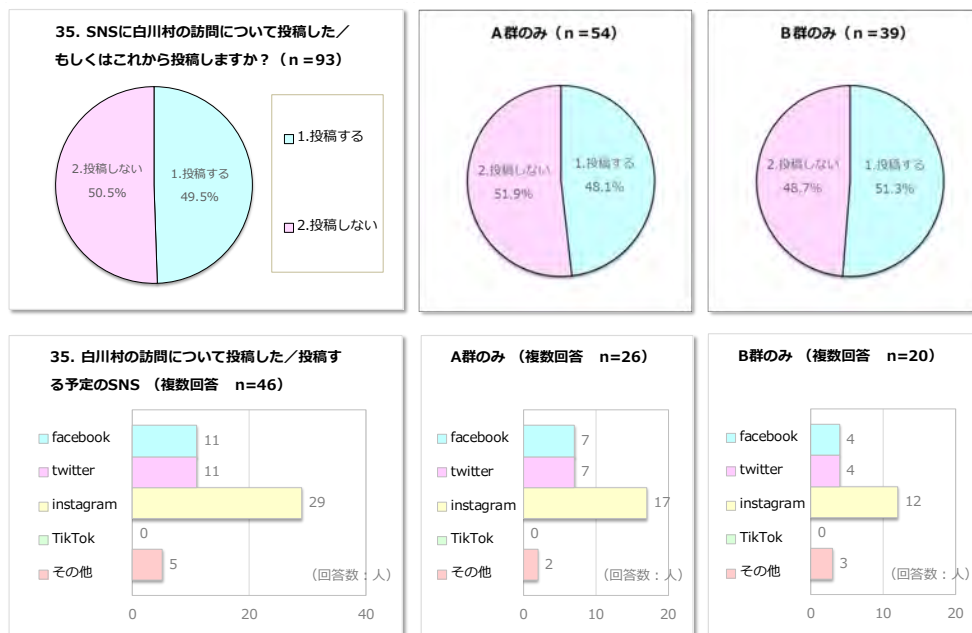 35. SNSに白川村の訪問について投稿した／
もしくはこれから投稿しますか？（n＝93）
2.投稿しない
50.5%
1.投稿する
49.5%
1.投稿する
2.投稿しない
A群のみ（n＝54）
2.投稿しない
51.9%
1.投稿する
48.1%
B群のみ（n＝39）
2.投稿しない
48.7%
1.投稿する
51.3%
35. 白川村の訪問について投稿した／投稿す
る予定のSNS （複数回答　n=46）
facebook
11
twitter
11
instagram
29
TikTok
0
その他
5
（回答数：人）
0
20
40
A群のみ （複数回答　n=26）
facebook
7
twitter
7
instagram
17
TikTok
0
その他
2
（回答数：人）
0
10
20
B群のみ （複数回答　n=20）
facebook
4
twitter
4
instagram
12
TikTok
0
その他
3
（回答数：人）
0
10
20